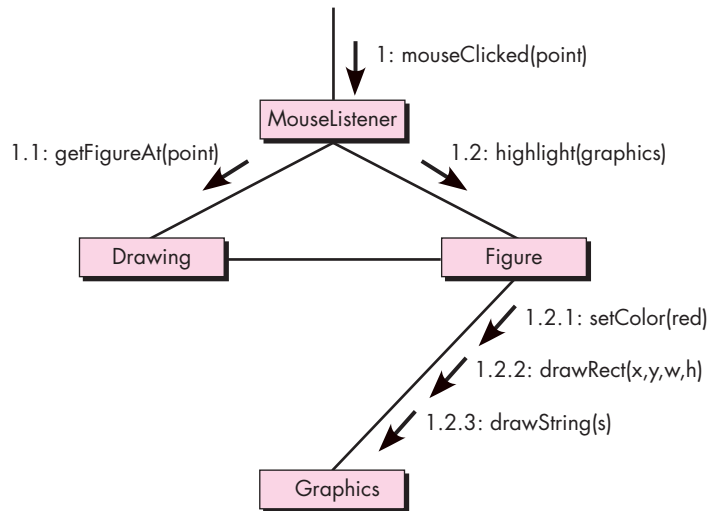 1: mouseClicked(point)
MouseListener
1.1: getFigureAt(point)
1.2: highlight(graphics)
Drawing
Figure
1.2.1: setColor(red)
1.2.2: drawRect(x,y,w,h)
1.2.3: drawString(s)
Graphics